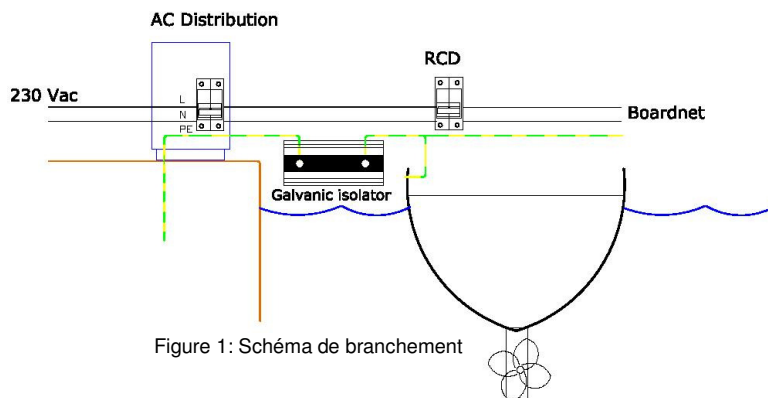 AC Distribution
RCD
230 Vac
L
N
PE
Boardnet
Galvanic isolator
Figure 1: Schéma de branchement